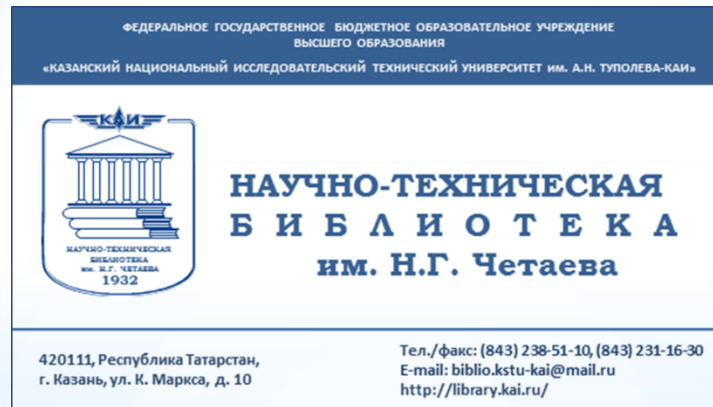 ФЕДЕРАЛЬНОЕ ГОСУДАРСТВЕННОЕ БЮДЖЕТНОЕ ОБРАЗОВАТЕЛЬНОЕ УЧРЕЖДЕНИЕ
ВЫСШЕГО ОБРАЗОВАНИЯ
«КАЗАНСКИЙ НАЦИОНАЛЬНЫЙ ИССЛЕДОВАТЕЛЬСКИЙ ТЕХНИЧЕСКИЙ УНИВЕРСИТЕТ им. А.Н. ТУПОЛЕВА-КАИ»
КАИ
НАУЧНО-ТЕХНИЧЕСКАЯ
БИБЛИОТЕКА
им. Н.Г. ЧЕТАЕВА
1932
НАУЧНО-ТЕХНИЧЕСКАЯ
БИБЛИОТЕКА
им. Н.Г. Четаева
420111, Республика Татарстан,
г. Казань, ул. К. Маркса, д. 10
Тел./факс: (843) 238-51-10, (843) 231-16-30
E-mail: biblio.kstu-kai@mail.ru
http://library.kai.ru/